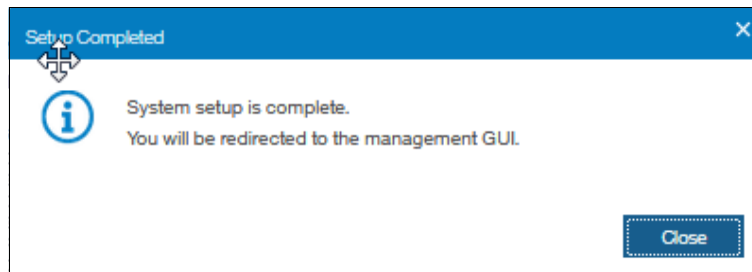 Setup Completed
System setup is complete.
You will be redirected to the management GUI.
Close